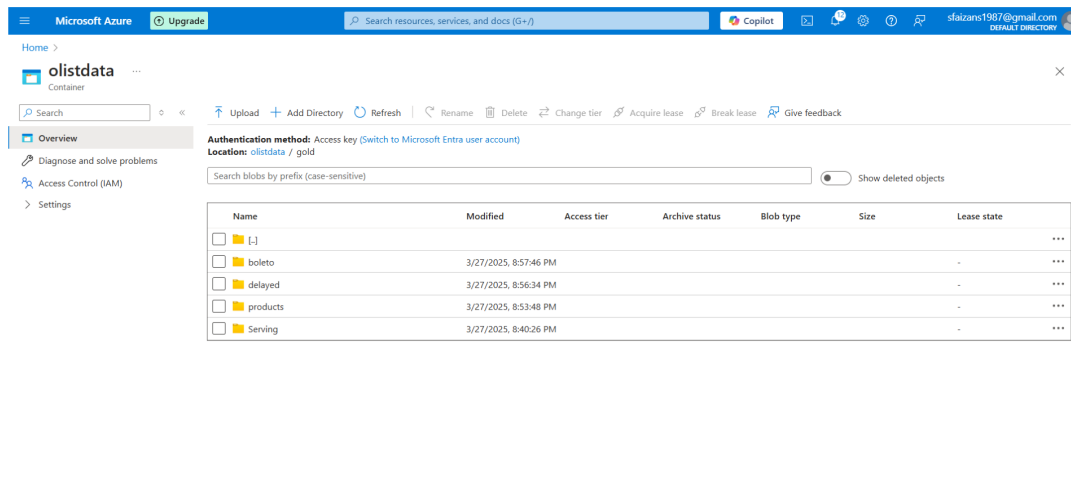 Microsoft Azure
Upgrade
Search resources, services, and docs (G+/)
Copilot
12
sfaizans1987@gmail.com
DEFAULT DIRECTORY
Home >
olistdata ...
Container
Search
Overview
Diagnose and solve problems
Access Control (IAM)
Settings
Upload Add Directory Refresh Rename Delete Change tier Acquire lease Break lease Give feedback
Authentication method: Access key (Switch to Microsoft Entra user account)
Location: olistdata / gold
Search blobs by prefix (case-sensitive)
Show deleted objects
Name Modified Access tier Archive status Blob type Size Lease state
[..]
boleto 3/27/2025, 8:57:46 PM -
delayed 3/27/2025, 8:56:34 PM -
products 3/27/2025, 8:53:48 PM -
Serving 3/27/2025, 8:40:26 PM -